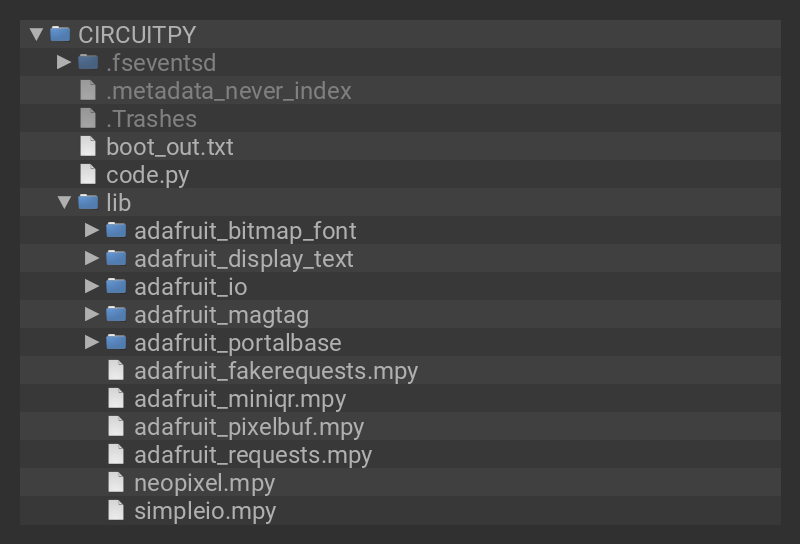 CIRCUITPY
.fseventsd
.metadata_never_index
.Trashes
boot_out.txt
code.py
lib
adafruit_bitmap_font
adafruit_display_text
adafruit_io
adafruit_magtag
adafruit_portalbase
adafruit_fakerequests.mpy
adafruit_miniqr.mpy
adafruit_pixelbuf.mpy
adafruit_requests.mpy
neopixel.mpy
simpleio.mpy